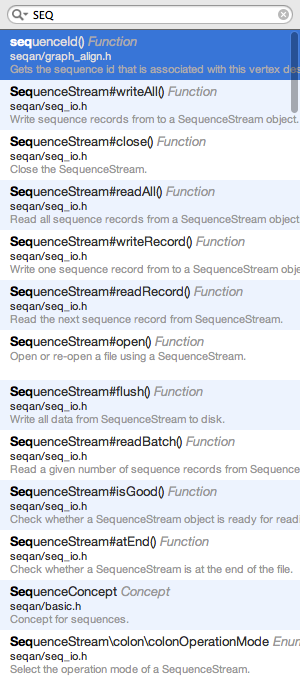 SEQ
sequenceId() Function
seqan/graph_align.h
Gets the sequence id that is associated with this vertex des
SequenceStream#writeAll() Function
seqan/seq_io.h
Write sequence records from to a SequenceStream object.
SequenceStream#close() Function
seqan/seq_io.h
Close the SequenceStream.
SequenceStream#readAll() Function
seqan/seq_io.h
Read all sequence records from a SequenceStream object
SequenceStream#writeRecord() Function
seqan/seq_io.h
Write one sequence record from to a SequenceStream obje
SequenceStream#readRecord() Function
seqan/seq_io.h
Read the next sequence record from SequenceStream.
SequenceStream#open() Function
Open or re-open a file using a SequenceStream.
SequenceStream#flush() Function
seqan/seq_io.h
Write all data from SequenceStream to disk.
SequenceStream#readBatch() Function
seqan/seq_io.h
Read a given number of sequence records from Sequence
SequenceStream#isGood() Function
seqan/seq_io.h
Check whether a SequenceStream object is ready for readi
SequenceStream#atEnd() Function
seqan/seq_io.h
Check whether a SequenceStream is at the end of the file.
SequenceConcept Concept
seqan/basic.h
Concept for sequences.
SequenceStream\colon\colonOperationMode Enum
seqan/seq_io.h
Select the operation mode of a SequenceStream.